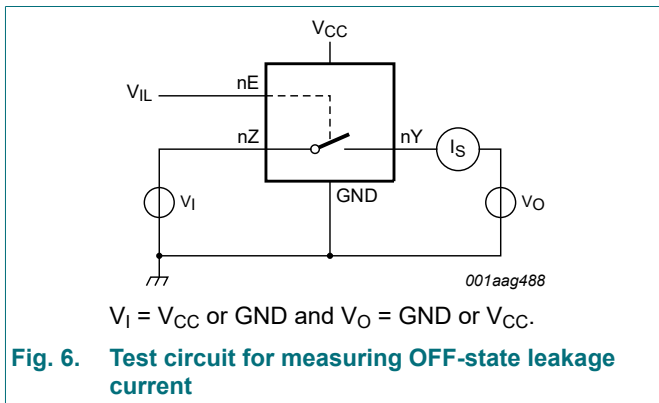 VCC
nE
VIL
nZ
nY
IS
GND
VI
VO
001aag488
VI = VCC or GND and VO = GND or VCC.
Fig. 6. Test circuit for measuring OFF-state leakage
current